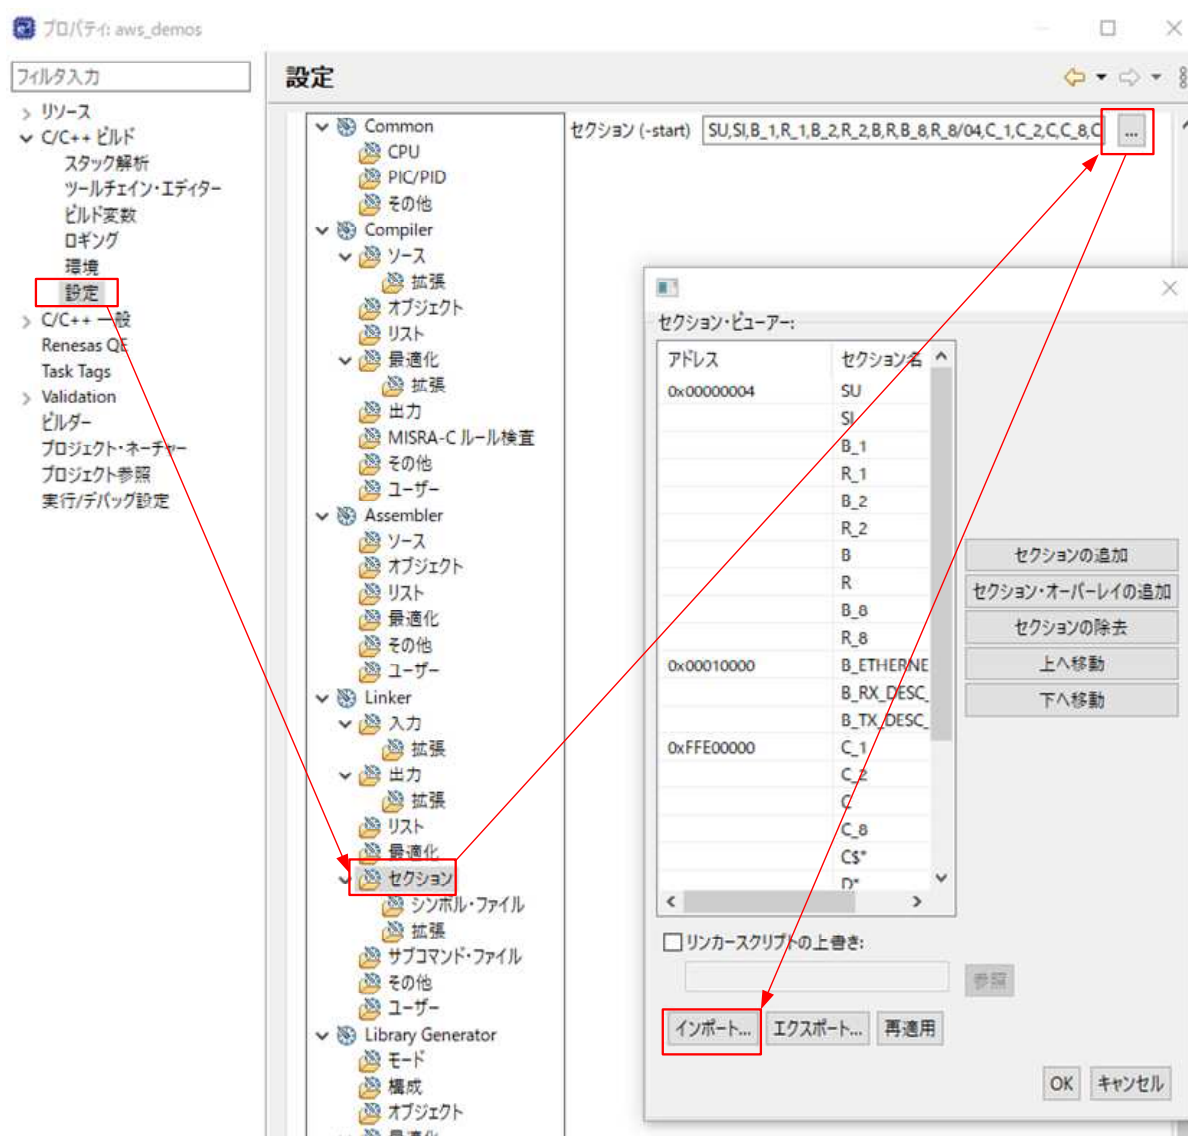 プロパティ: aws_demos
フィルタ入力
リソース
C/C++ ビルド
スタック解析
ツールチェイン・エディター
ビルド変数
ロギング
環境
設定
C/C++ 一般
Renesas QE
Task Tags
Validation
ビルダー
プロジェクト・ネーチャー
プロジェクト参照
実行/デバッグ設定
設定
Common
CPU
PIC/PID
その他
Compiler
ソース
拡張
オブジェクト
リスト
最適化
拡張
出力
MISRA-C ルール検査
その他
ユーザー
Assembler
ソース
オブジェクト
リスト
最適化
その他
ユーザー
Linker
入力
拡張
出力
拡張
リスト
最適化
セクション
シンボル・ファイル
拡張
サブコマンド・ファイル
その他
ユーザー
Library Generator
モード
構成
オブジェクト
最適化
セクション (-start) SU,SI,B_1,R_1,B_2,R_2,B,R,B_8,R_8/04,C_1,C_2,C,C_8,C ...
セクション・ビューアー:
アドレス セクション名
0x00000004 SU
SI
B_1
R_1
B_2
R_2
B
R
B_8
R_8
0x00010000 B_ETHERNE
B_RX_DESC_
B_TX_DESC_
0xFFE00000 C_1
C_2
C
C_8
C$*
D*
セクションの追加
セクション・オーバーレイの追加
セクションの除去
上へ移動
下へ移動
リンカースクリプトの上書き:
参照
インポート... エクスポート... 再適用
OK キャンセル